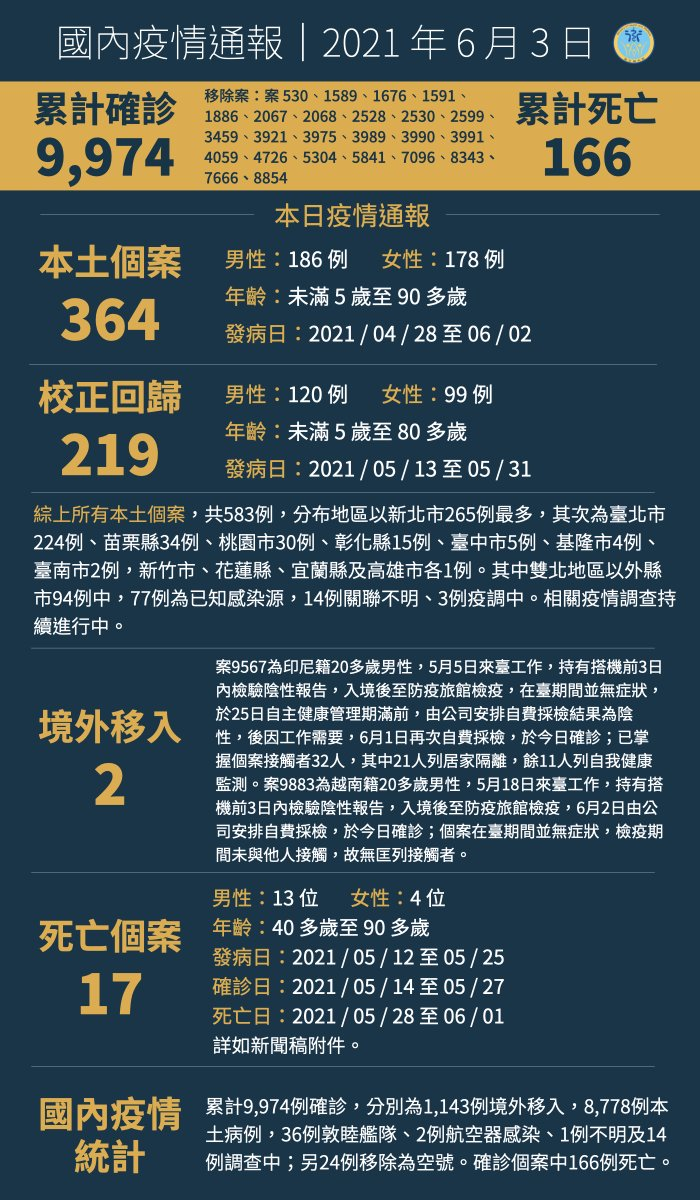 國內疫情通報｜2021 年 6 月 3 日
累計確診
9,974
移除案：案 530、1589、1676、1591、
1886、2067、2068、2528、2530、2599、
3459、3921、3975、3989、3990、3991、
4059、4726、5304、5841、7096、8343、
7666、8854
累計死亡
166
本日疫情通報
本土個案
364
男性：186 例 女性：178 例
年齡：未滿 5 歲至 90 多歲
發病日：2021 / 04 / 28 至 06 / 02
校正回歸
219
男性：120 例 女性：99 例
年齡：未滿 5 歲至 80 多歲
發病日：2021 / 05 / 13 至 05 / 31
綜上所有本土個案，共583例，分布地區以新北市265例最多，其次為臺北市
224例、苗栗縣34例、桃園市30例、彰化縣15例、臺中市5例、基隆市4例、
臺南市2例，新竹市、花蓮縣、宜蘭縣及高雄市各1例。其中雙北地區以外縣
市94例中，77例為已知感染源，14例關聯不明、3例疫調中。相關疫情調查持
續進行中。
境外移入
2
案9567為印尼籍20多歲男性，5月5日來臺工作，持有搭機前3日
內檢驗陰性報告，入境後至防疫旅館檢疫，在臺期間並無症狀，
於25日自主健康管理期滿前，由公司安排自費採檢結果為陰
性，後因工作需要，6月1日再次自費採檢，於今日確診；已掌
握個案接觸者32人，其中21人列居家隔離，餘11人列自我健康
監測。案9883為越南籍20多歲男性，5月18日來臺工作，持有搭
機前3日內檢驗陰性報告，入境後至防疫旅館檢疫，6月2日由公
司安排自費採檢，於今日確診；個案在臺期間並無症狀，檢疫期
間未與他人接觸，故無匡列接觸者。
死亡個案
17
男性：13 位 女性：4 位
年齡：40 多歲至 90 多歲
發病日：2021 / 05 / 12 至 05 / 25
確診日：2021 / 05 / 14 至 05 / 27
死亡日：2021 / 05 / 28 至 06 / 01
詳如新聞稿附件。
國內疫情
統計
累計9,974例確診，分別為1,143例境外移入，8,778例本
土病例，36例敦睦艦隊、2例航空器感染、1例不明及14
例調查中；另24例移除為空號。確診個案中166例死亡。